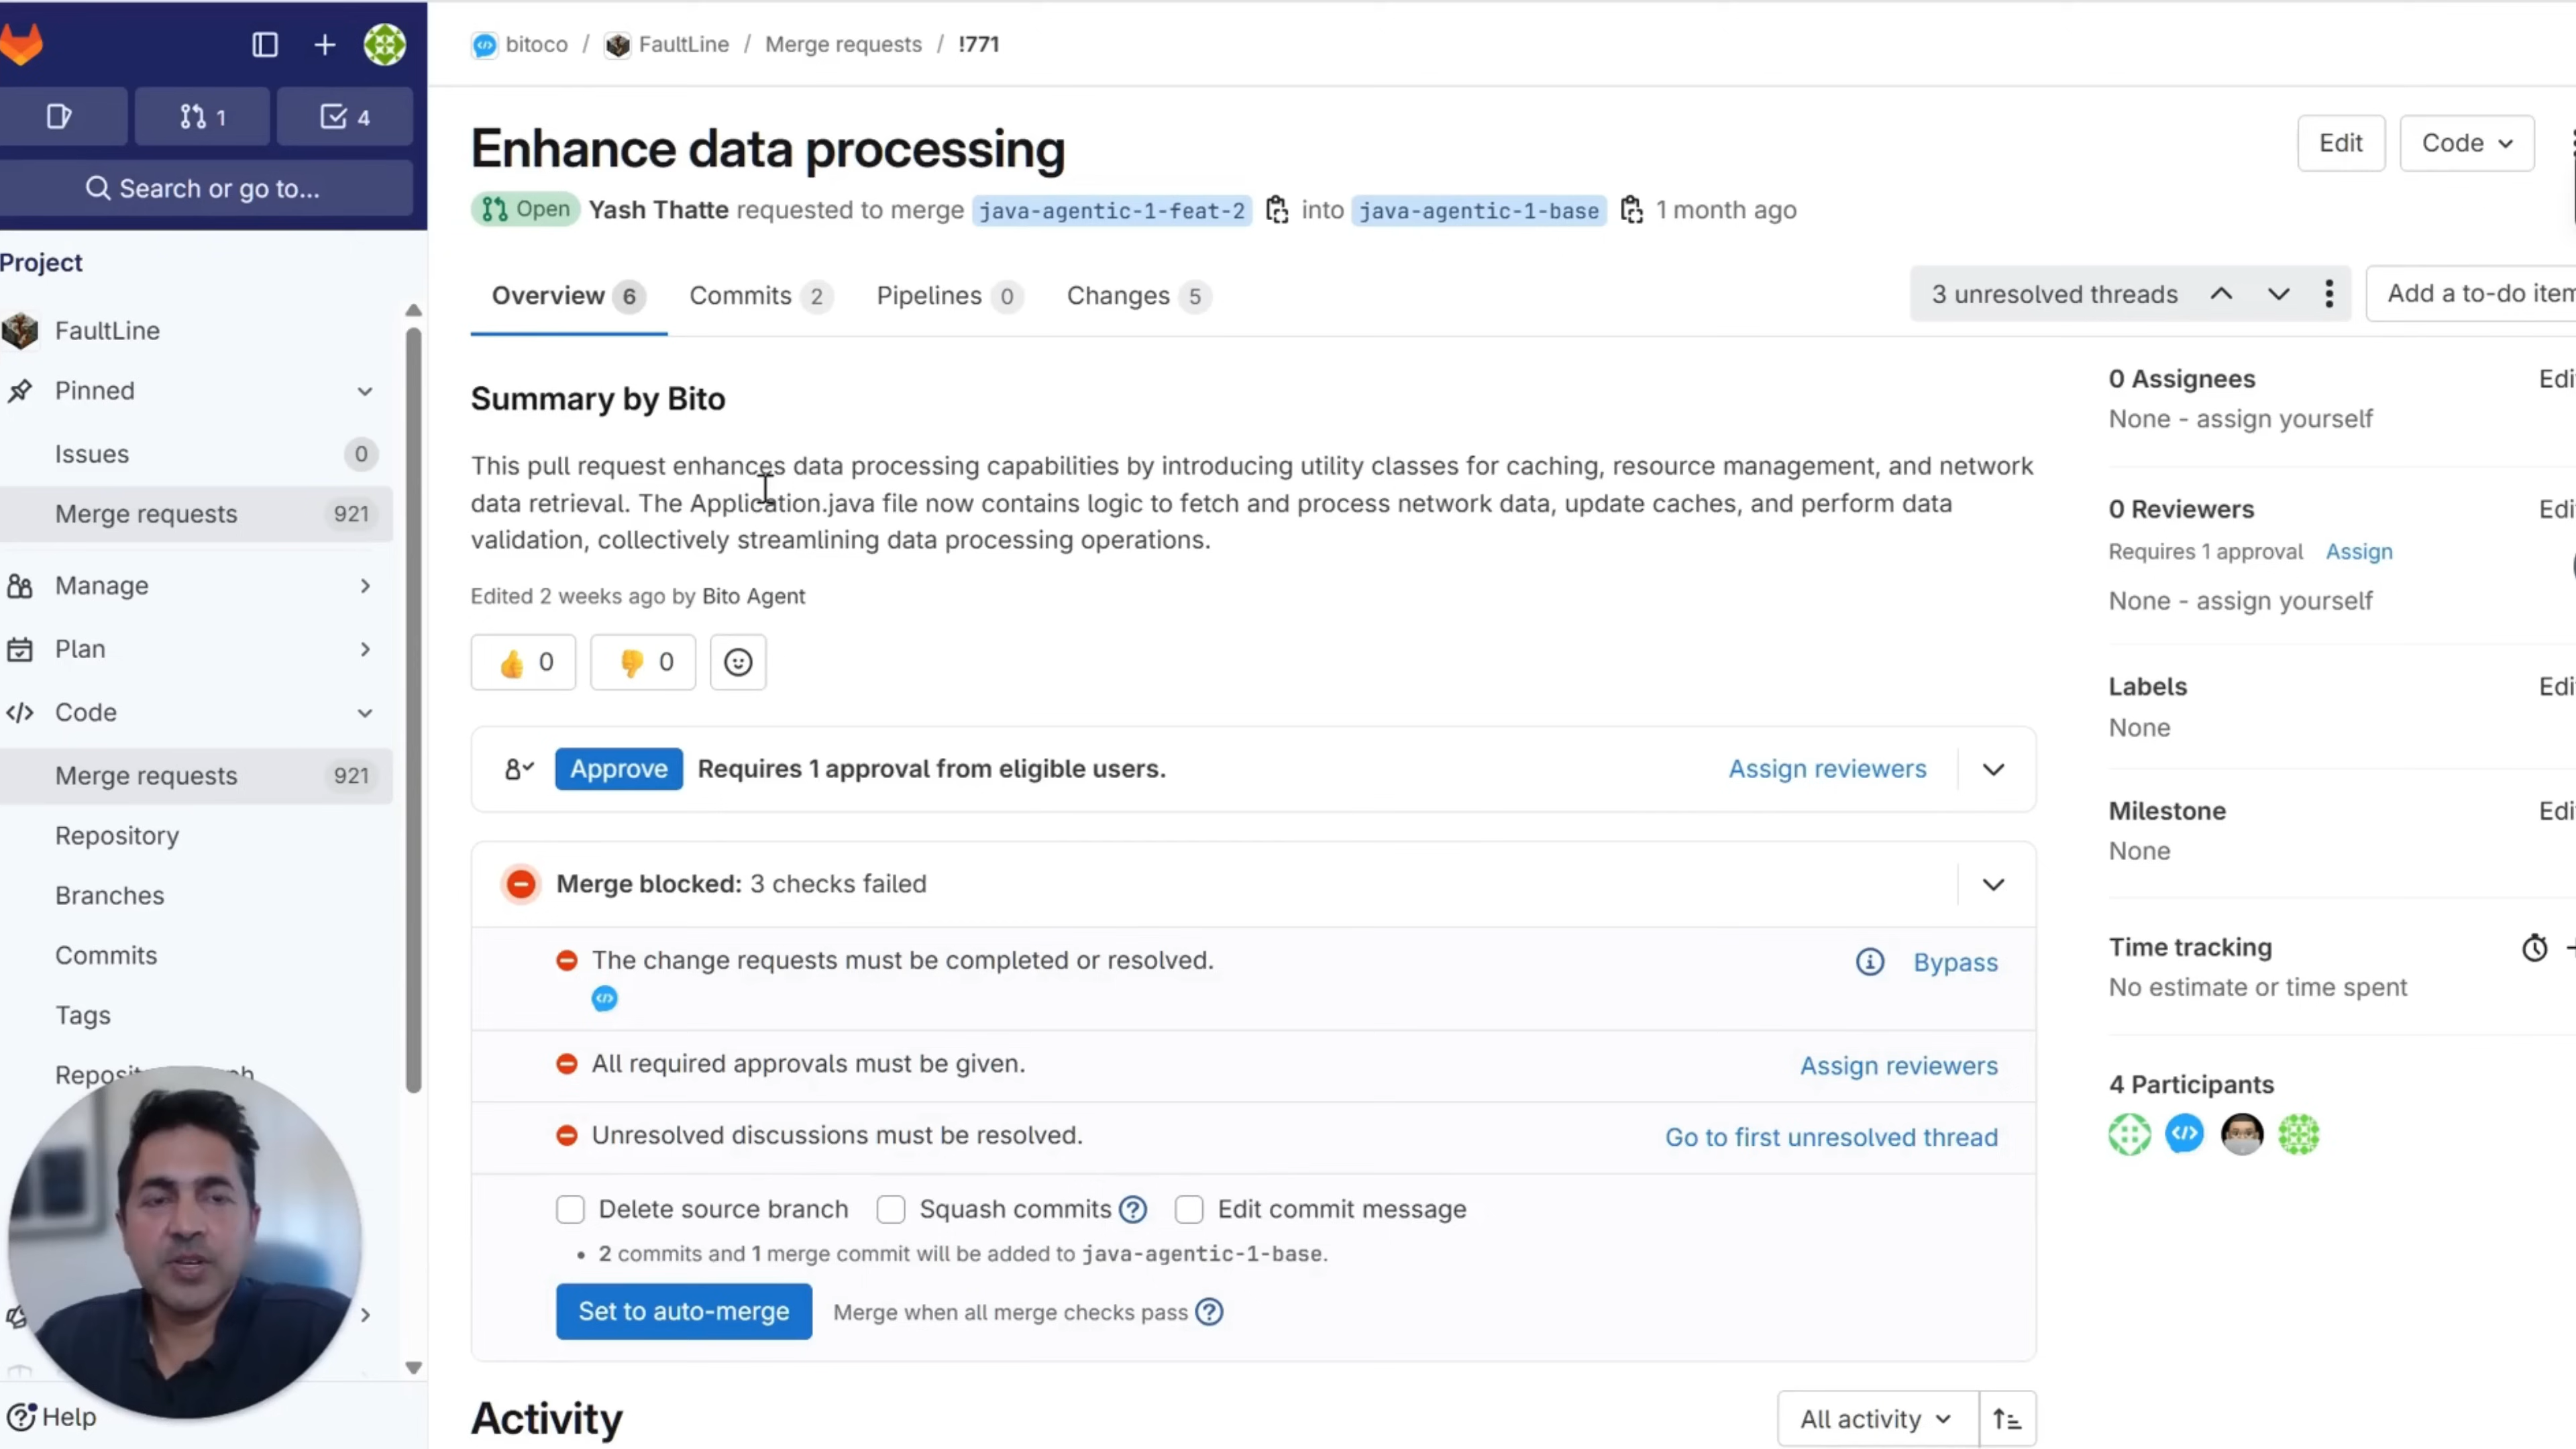 bitoco / FaultLine / Merge requests / !771
1
4
Search or go to...
Project
FaultLine
Pinned
Issues 0
Merge requests 921
Manage
Plan
Code
Merge requests 921
Repository
Branches
Commits
Tags
Help
Enhance data processing
Edit
Code
Open Yash Thatte requested to merge java-agentic-1-feat-2 into java-agentic-1-base 1 month ago
Overview 6
Commits 2
Pipelines 0
Changes 5
3 unresolved threads
Add a to-do item
Summary by Bito
This pull request enhances data processing capabilities by introducing utility classes for caching, resource management, and network
data retrieval. The Application.java file now contains logic to fetch and process network data, update caches, and perform data
validation, collectively streamlining data processing operations.
Edited 2 weeks ago by Bito Agent
👍 0
👎 0
Approve Requires 1 approval from eligible users.
Assign reviewers
Merge blocked: 3 checks failed
The change requests must be completed or resolved.
Bypass
All required approvals must be given.
Assign reviewers
Unresolved discussions must be resolved.
Go to first unresolved thread
Delete source branch
Squash commits
Edit commit message
• 2 commits and 1 merge commit will be added to java-agentic-1-base.
Set to auto-merge
Merge when all merge checks pass
Activity
All activity
0 Assignees
None - assign yourself
0 Reviewers
Requires 1 approval Assign
None - assign yourself
Labels
None
Milestone
None
Time tracking
No estimate or time spent
4 Participants